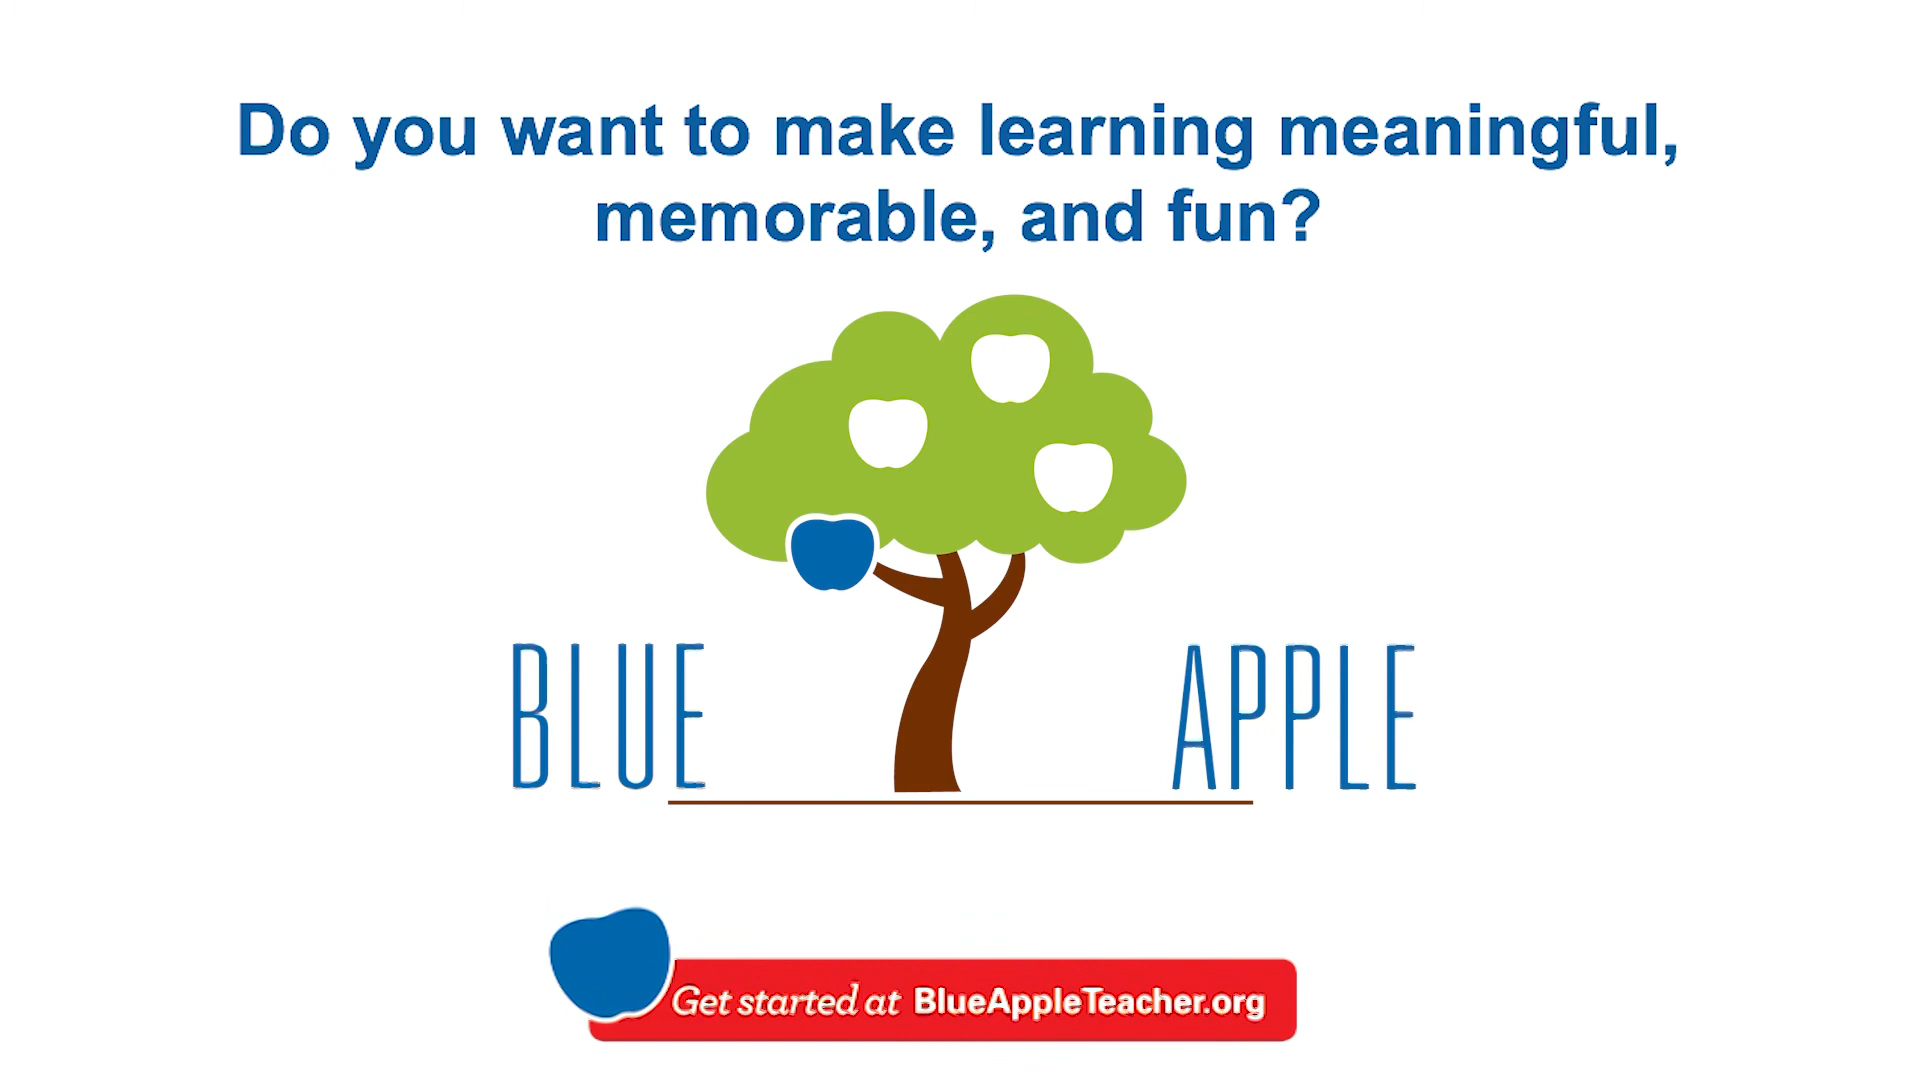 Do you want to make learning meaningful,
memorable, and fun?
BLUE APPLE
Get started at BlueAppleTeacher.org